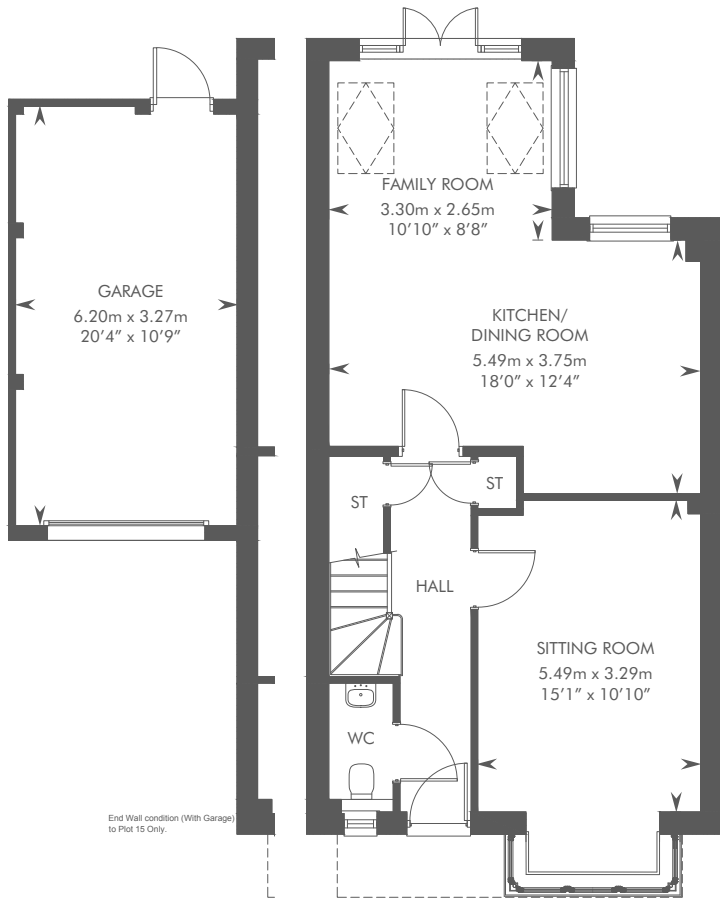 FAMILY ROOM
3.30m x 2.65m
10'10" x 8'8"
GARAGE
6.20m x 3.27m
20'4" x 10'9"
KITCHEN/
DINING ROOM
5.49m x 3.75m
18'0" x 12'4"
ST
ST
HALL
SITTING ROOM
5.49m x 3.29m
15'1" x 10'10"
WC
End Wall condition (With Garage)
to Plot 15 Only.